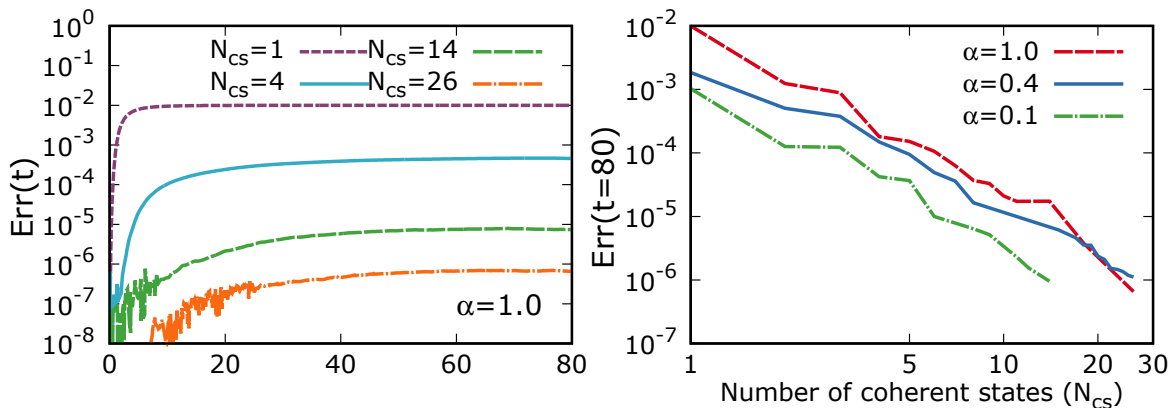 10^0
10^-1
10^-2
10^-3
10^-4
10^-5
10^-6
10^-7
10^-8
Err(t)
N_cs=1
N_cs=14
N_cs=4
N_cs=26
α=1.0
0 20 40 60 80
10^-2
10^-3
10^-4
10^-5
10^-6
10^-7
Err(t=80)
α=1.0
α=0.4
α=0.1
1 5 10 20 30
Number of coherent states (N_cs)